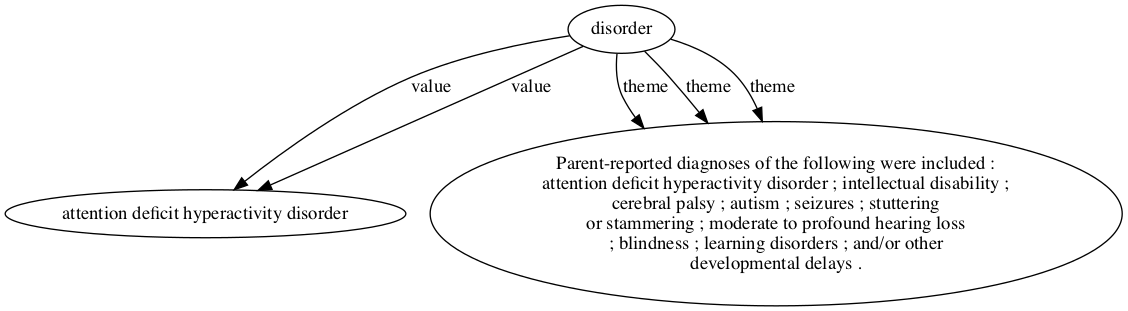 disorder
value
value
theme
theme
theme
attention deficit hyperactivity disorder
Parent-reported diagnoses of the following were included :
attention deficit hyperactivity disorder ; intellectual disability ;
cerebral palsy ; autism ; seizures ; stuttering
or stammering ; moderate to profound hearing loss
; blindness ; learning disorders ; and/or other
developmental delays .